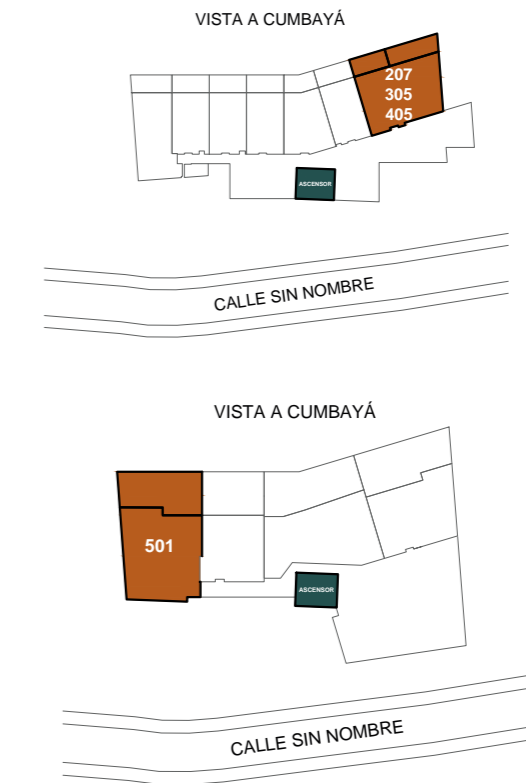 VISTA A CUMBAYÁ
207
305
405
ASCENSOR
CALLE SIN NOMBRE
VISTA A CUMBAYÁ
501
ASCENSOR
CALLE SIN NOMBRE